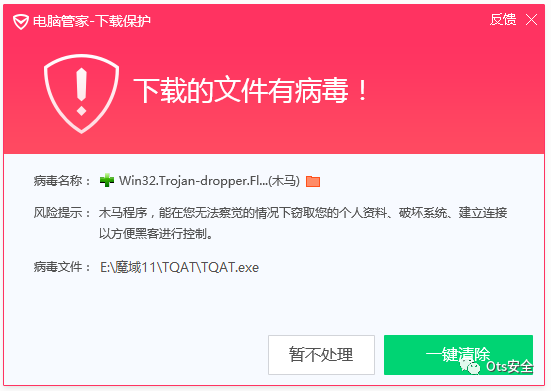 电脑管家-下载保护
反馈
下载的文件有病毒！
病毒名称： Win32.Trojan-dropper.Fl...(木马)
风险提示： 木马程序，能在您无法察觉的情况下窃取您的个人资料、破坏系统、建立连接
以方便黑客进行控制。
病毒文件： E:\魔域11\TQAT\TQAT.exe
暂不处理
一键清除
Ots安全